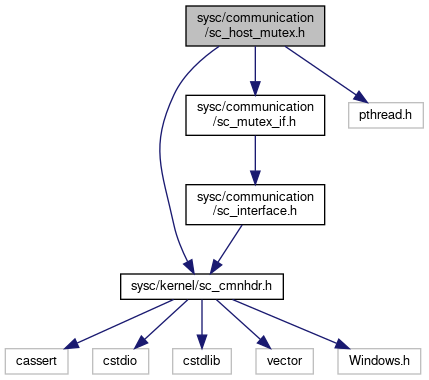 sysc/communication
/sc_host_mutex.h
sysc/communication
/sc_mutex_if.h
pthread.h
sysc/communication
/sc_interface.h
sysc/kernel/sc_cmnhdr.h
cassert
cstdio
cstdlib
vector
Windows.h